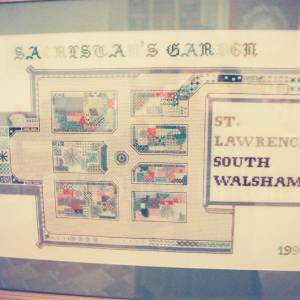 SACRISTAN'S GARDEN
ST.
LAWRENC
SOUTH
WALSHAM